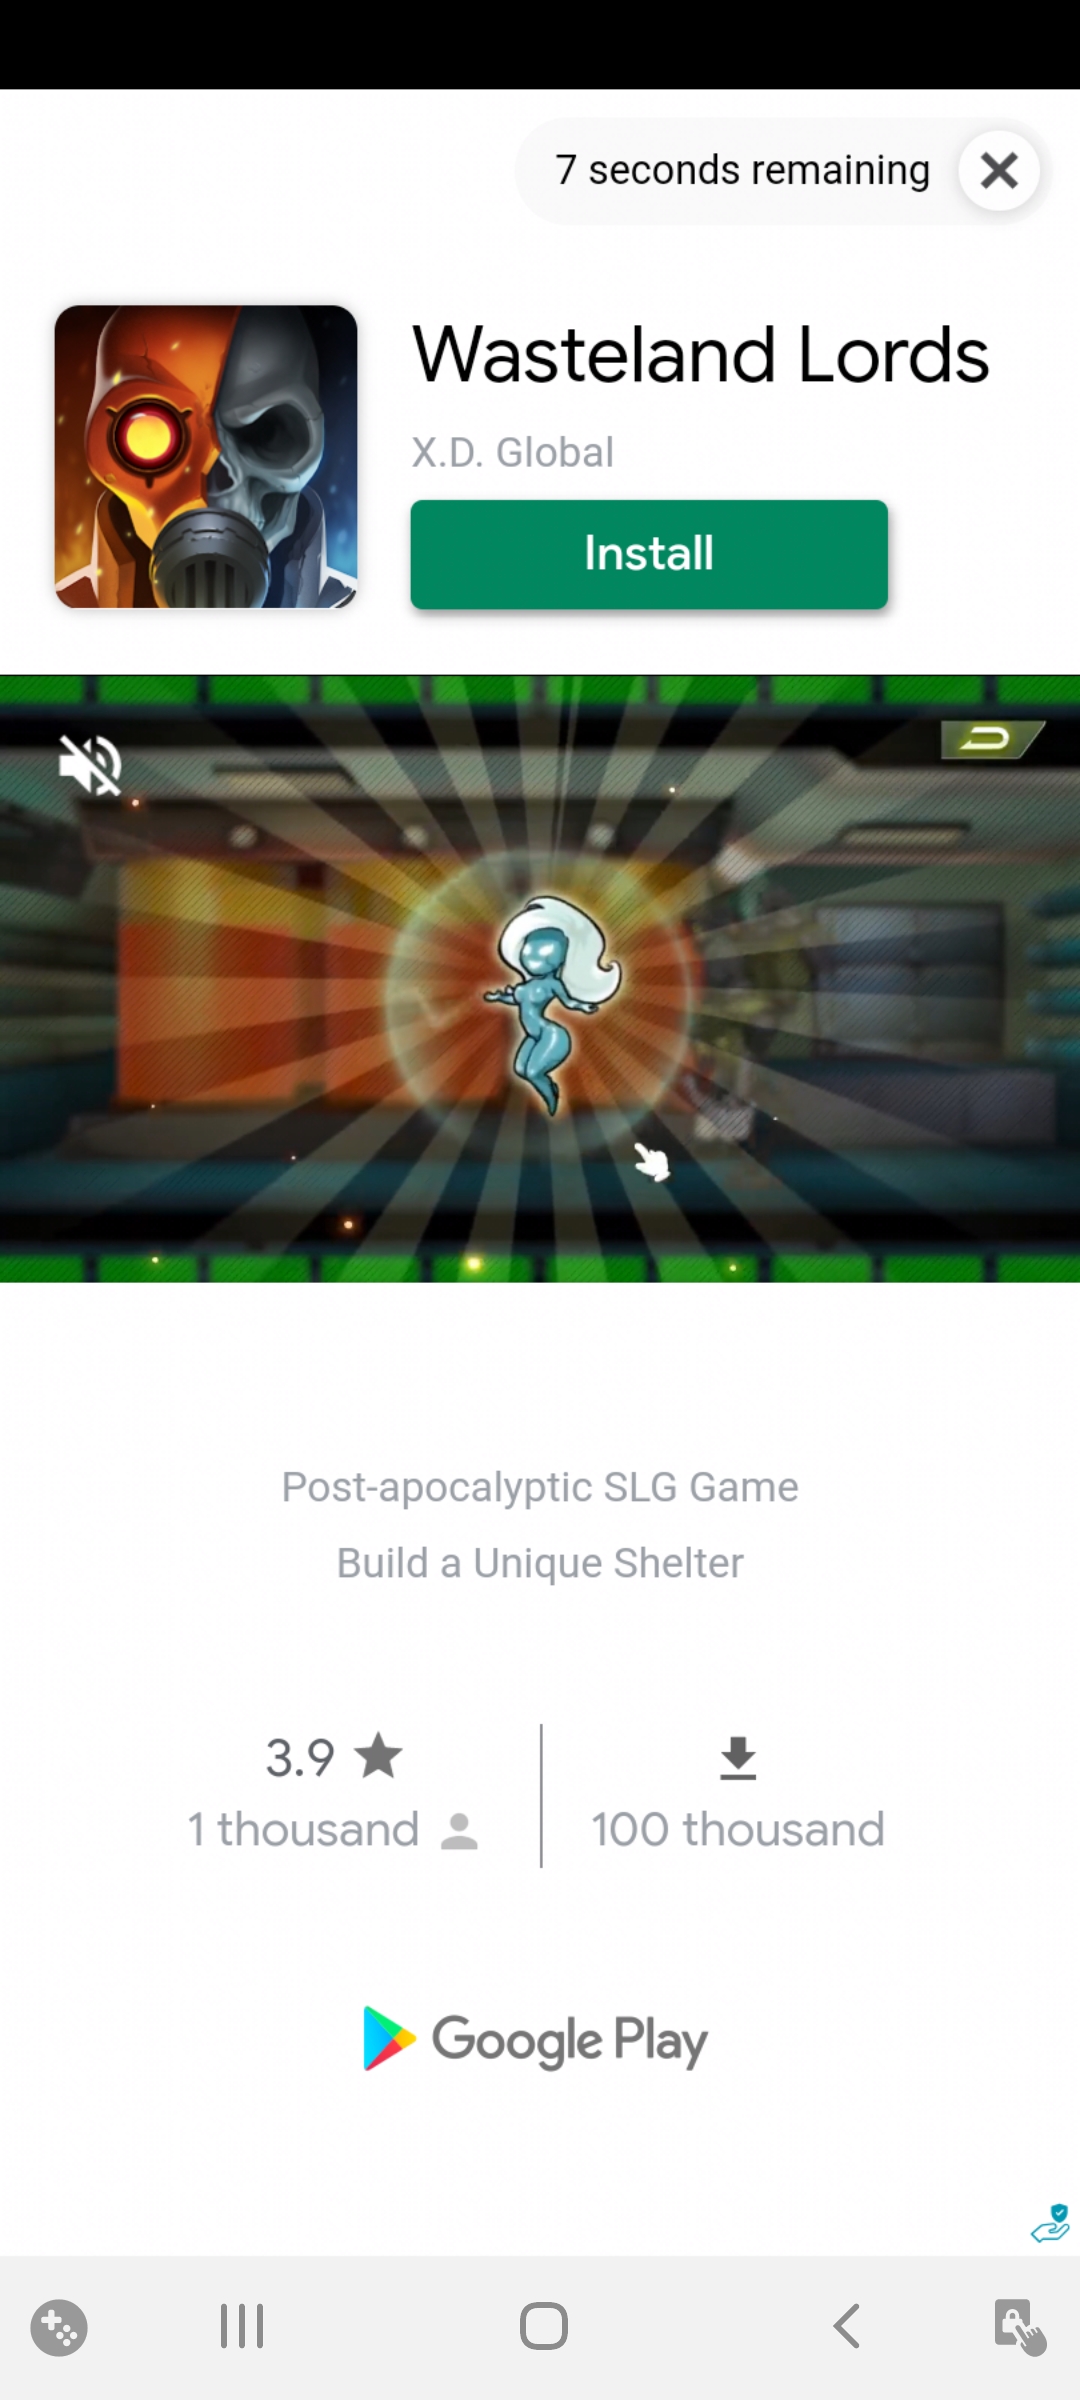 7 seconds remaining
Wasteland Lords
X.D. Global
Install
Post-apocalyptic SLG Game
Build a Unique Shelter
3.9
1 thousand
100 thousand
Google Play